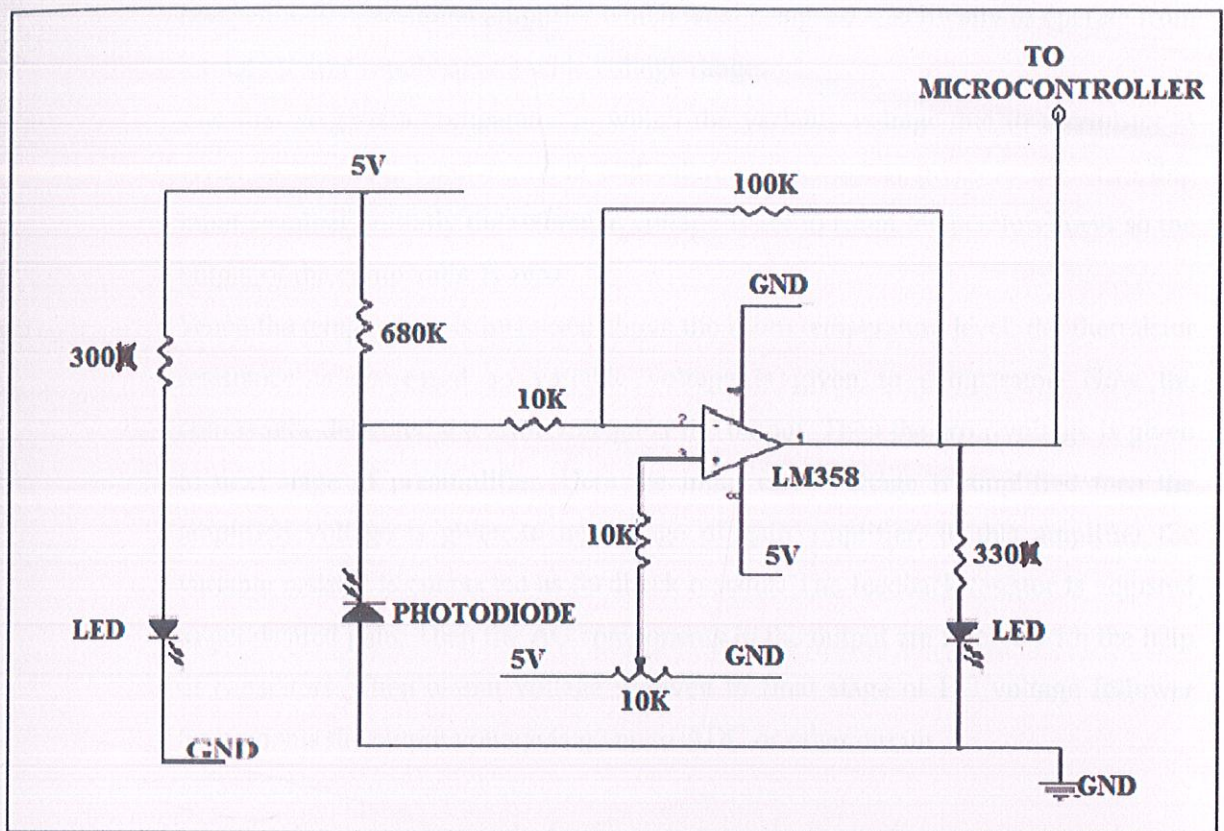 TO
MICROCONTROLLER
5V
100K
GND
300
680K
10K
2
3
1
LM358
8
10K
5V
330
LED
PHOTODIODE
LED
5V
GND
10K
GND
GND